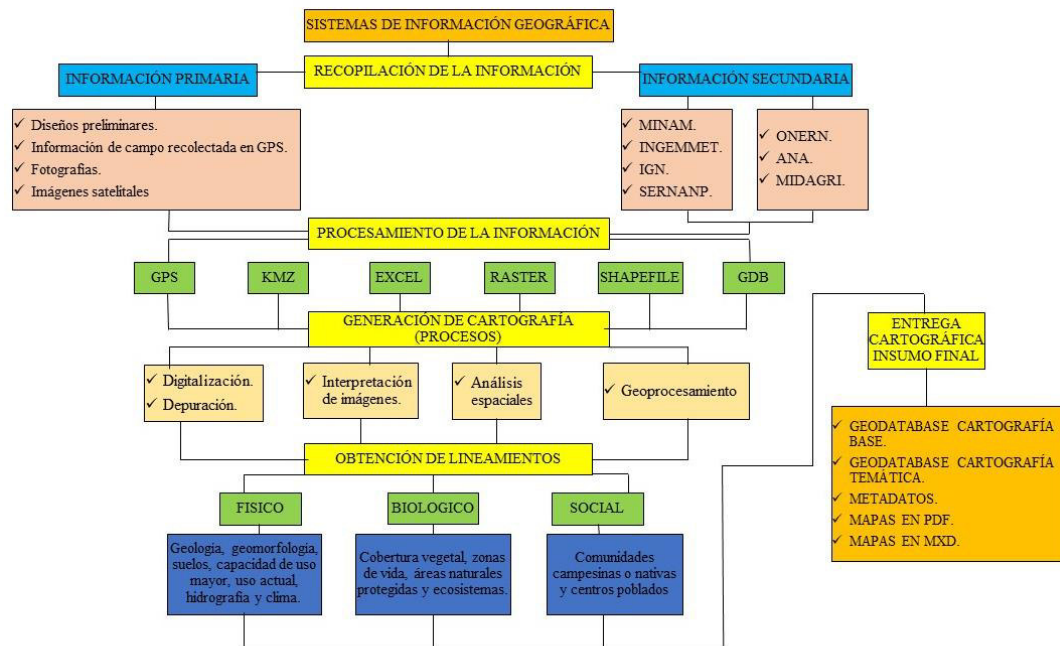 SISTEMAS DE INFORMACIÓN GEOGRÁFICA
RECOPILACIÓN DE LA INFORMACIÓN
INFORMACIÓN PRIMARIA
INFORMACIÓN SECUNDARIA
✓ Diseños preliminares.
✓ Información de campo recolectada en GPS.
✓ Fotografías.
✓ Imágenes satelitales
✓ MINAM.
✓ INGEMMET.
✓ IGN.
✓ SERNANP.
✓ ONERN.
✓ ANA.
✓ MIDAGRI.
PROCESAMIENTO DE LA INFORMACIÓN
GPS
KMZ
EXCEL
RASTER
SHAPEFILE
GDB
GENERACIÓN DE CARTOGRAFÍA
(PROCESOS)
✓ Digitalización.
✓ Depuración.
✓ Interpretación
de imágenes.
✓ Análisis
espaciales
✓ Geoprocesamiento
OBTENCIÓN DE LINEAMIENTOS
FISICO
BIOLOGICO
SOCIAL
Geología, geomorfología,
suelos, capacidad de uso
mayor, uso actual,
hidrografía y clima.
Cobertura vegetal, zonas
de vida, áreas naturales
protegidas y ecosistemas.
Comunidades
campesinas o nativas
y centros poblados
ENTREGA
CARTOGRÁFICA
INSUMO FINAL
✓ GEODATABASE CARTOGRAFÍA
BASE.
✓ GEODATABASE CARTOGRAFÍA
TEMÁTICA.
✓ METADATOS.
✓ MAPAS EN PDF.
✓ MAPAS EN MXD.